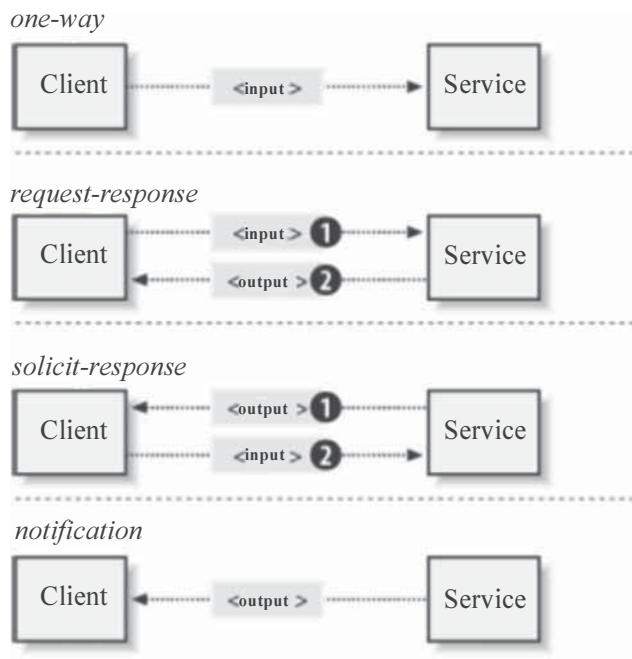 one-way
Client <input > Service
request-response
<input > 1
Client Service
<output > 2
solicit-response
<output > 1
Client Service
<input > 2
notification
Client <output > Service